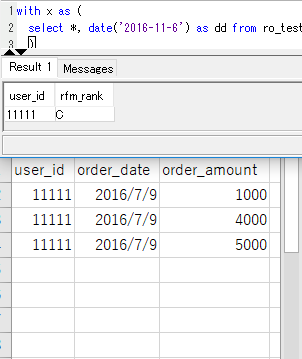 1 with x as (
2 select *, date('2016-11-6') as dd from ro_test
3 )
Result 1 Messages
user_id rfm_rank
11111 C
user_id order_date order_amount
11111 2016/7/9 1000
11111 2016/7/9 4000
11111 2016/7/9 5000